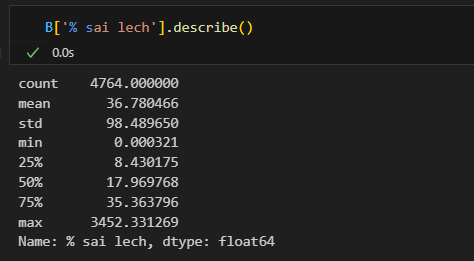 B['% sai lech'].describe()
0.0s
count 4764.000000
mean 36.780466
std 98.489650
min 0.000321
25% 8.430175
50% 17.969768
75% 35.363796
max 3452.331269
Name: % sai lech, dtype: float64